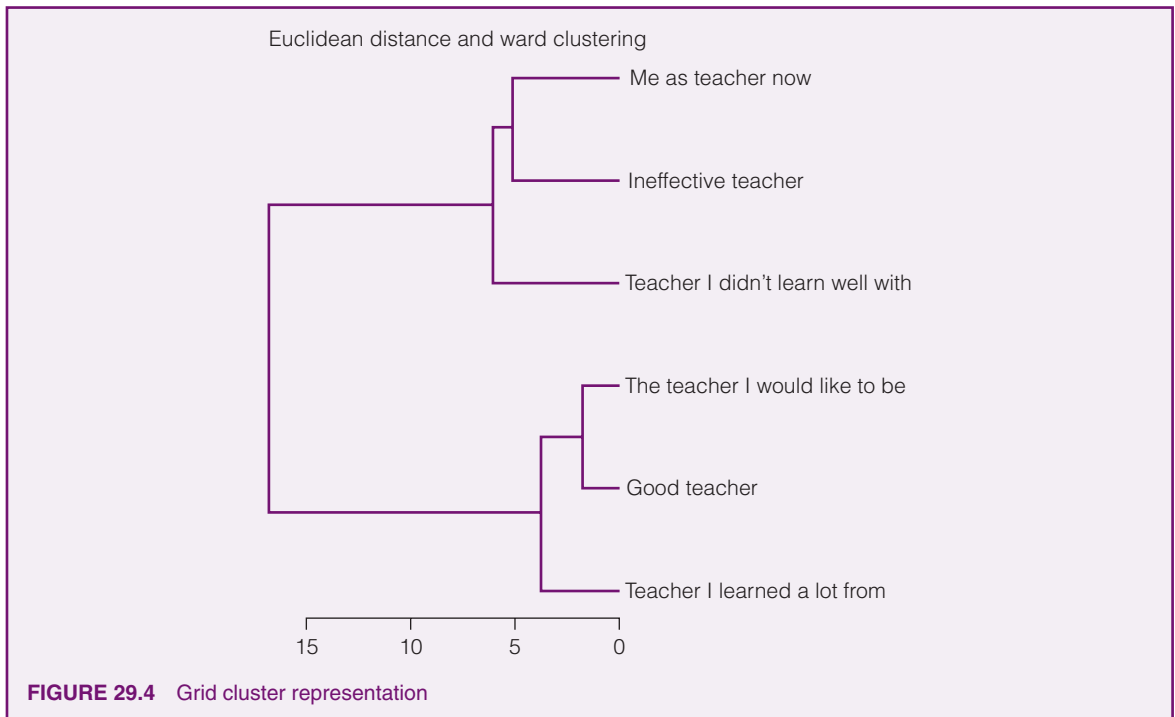 Euclidean distance and ward clustering
Me as teacher now
Ineffective teacher
Teacher I didn't learn well with
The teacher I would like to be
Good teacher
Teacher I learned a lot from
15 10 5 0
FIGURE 29.4 Grid cluster representation